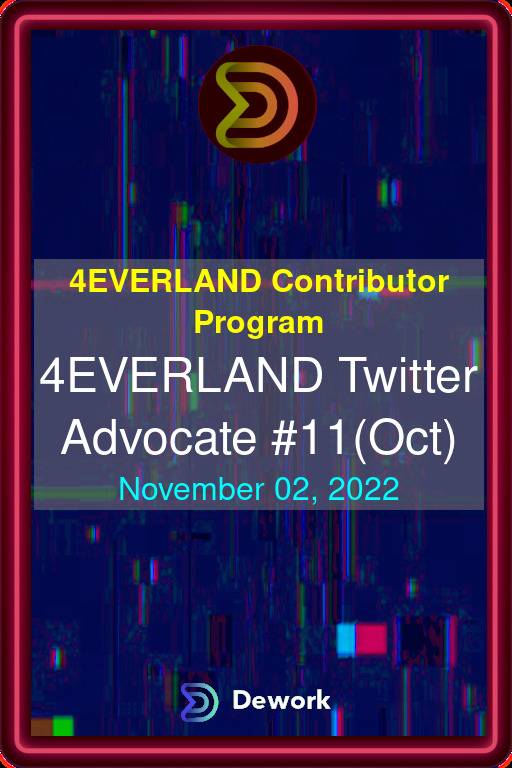 4EVERLAND Contributor
Program
4EVERLAND Twitter
Advocate #11(Oct)
November 02, 2022
Dework